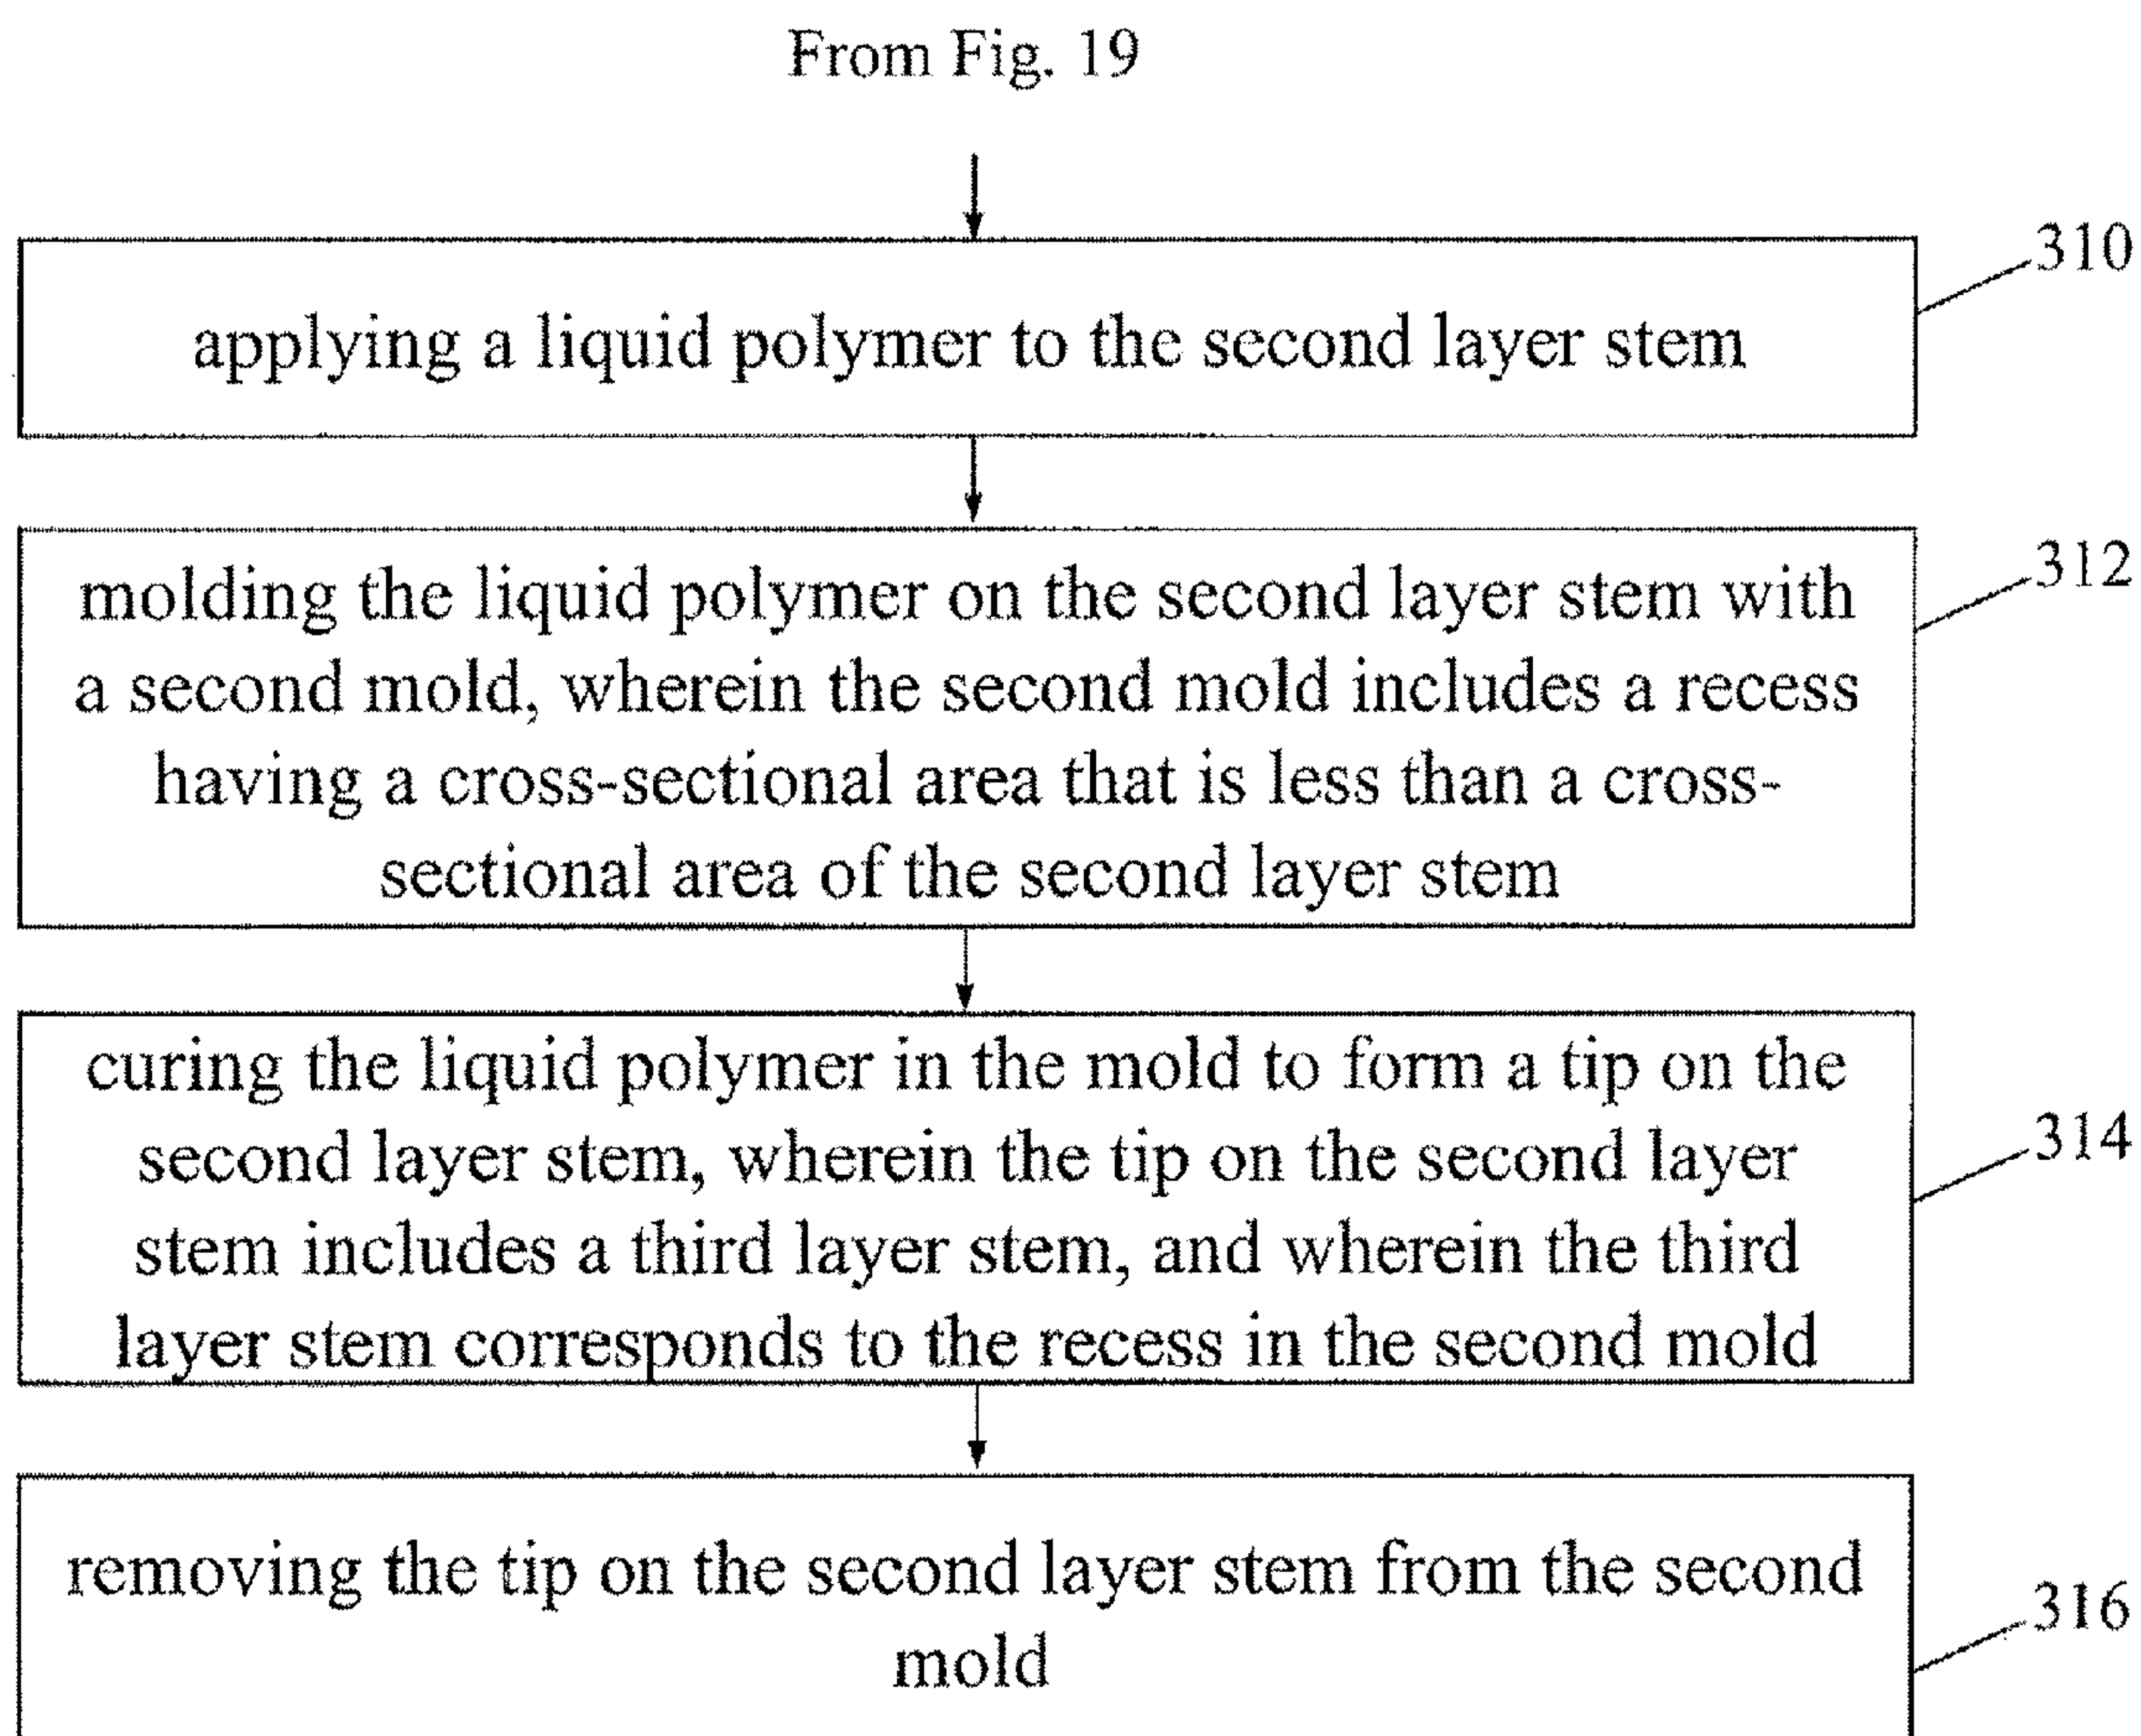 From Fig. 19
310
applying a liquid polymer to the second layer stem
312
molding the liquid polymer on the second layer stem with
a second mold, wherein the second mold includes a recess
having a cross-sectional area that is less than a cross-
sectional area of the second layer stem
314
curing the liquid polymer in the mold to form a tip on the
second layer stem, wherein the tip on the second layer
stem includes a third layer stem, and wherein the third
layer stem corresponds to the recess in the second mold
316
removing the tip on the second layer stem from the second
mold